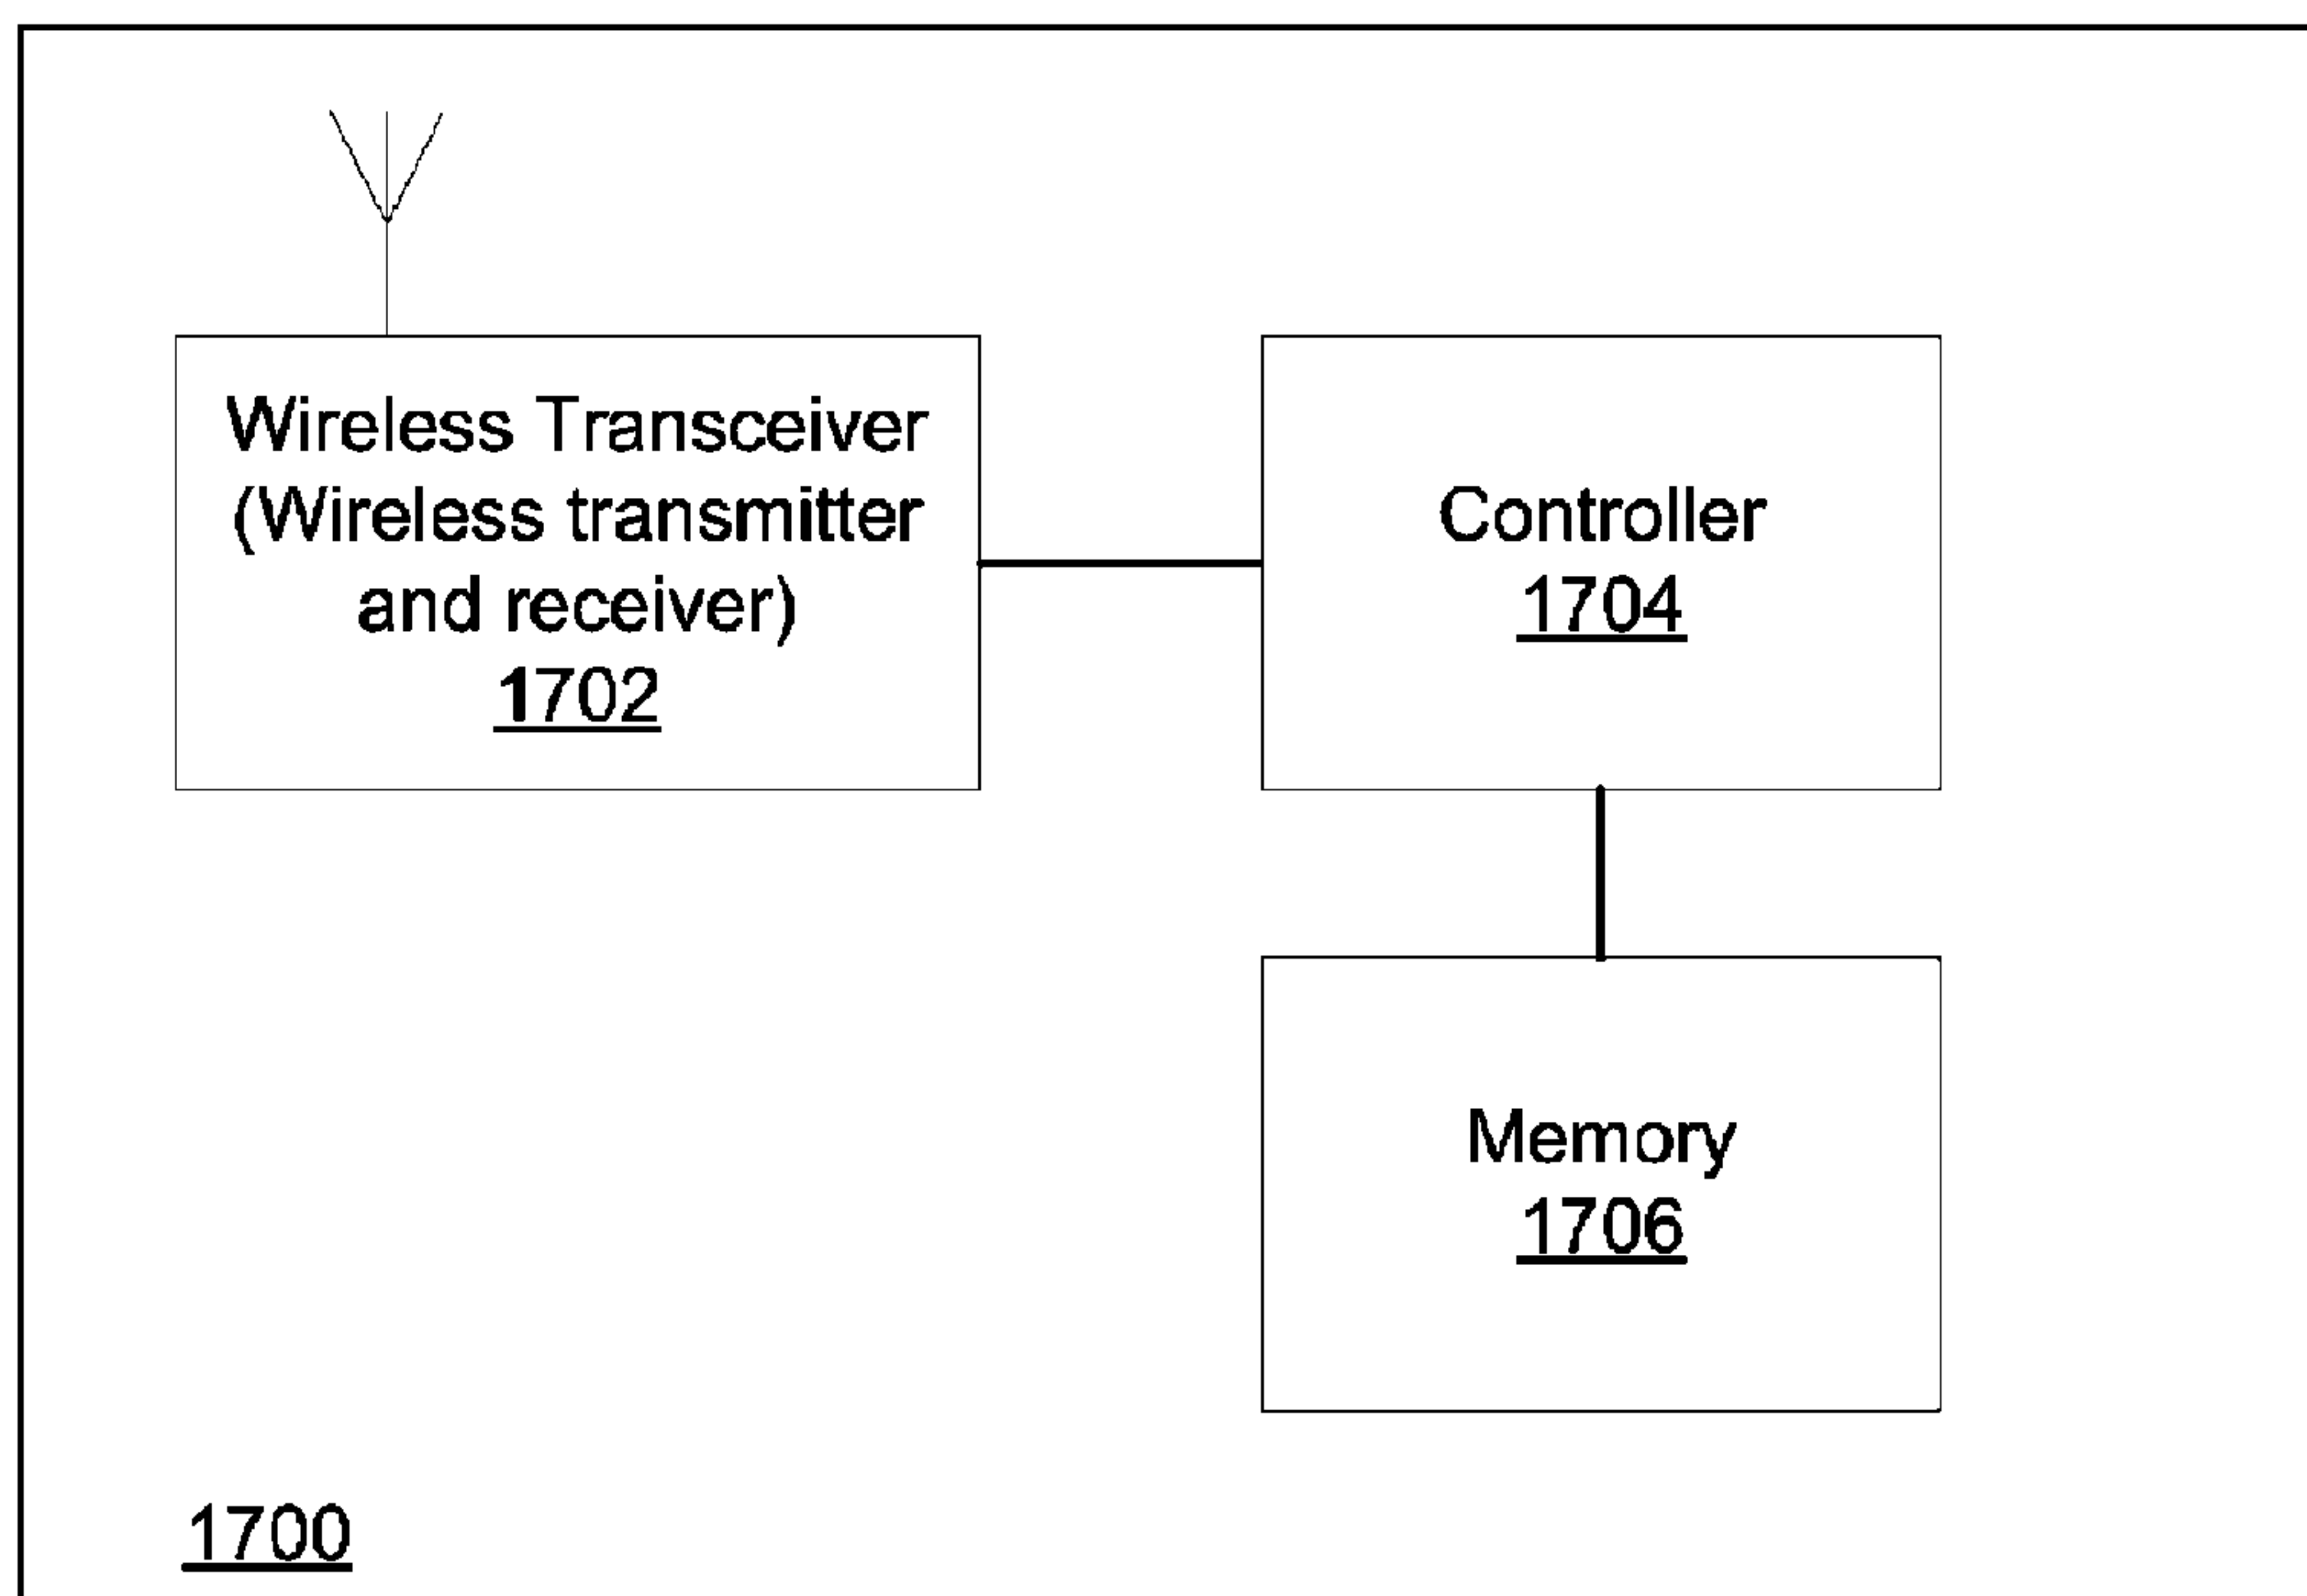 Wireless Transceiver
(Wireless transmitter
and receiver)
1702
Controller
1704
Memory
1706
1700